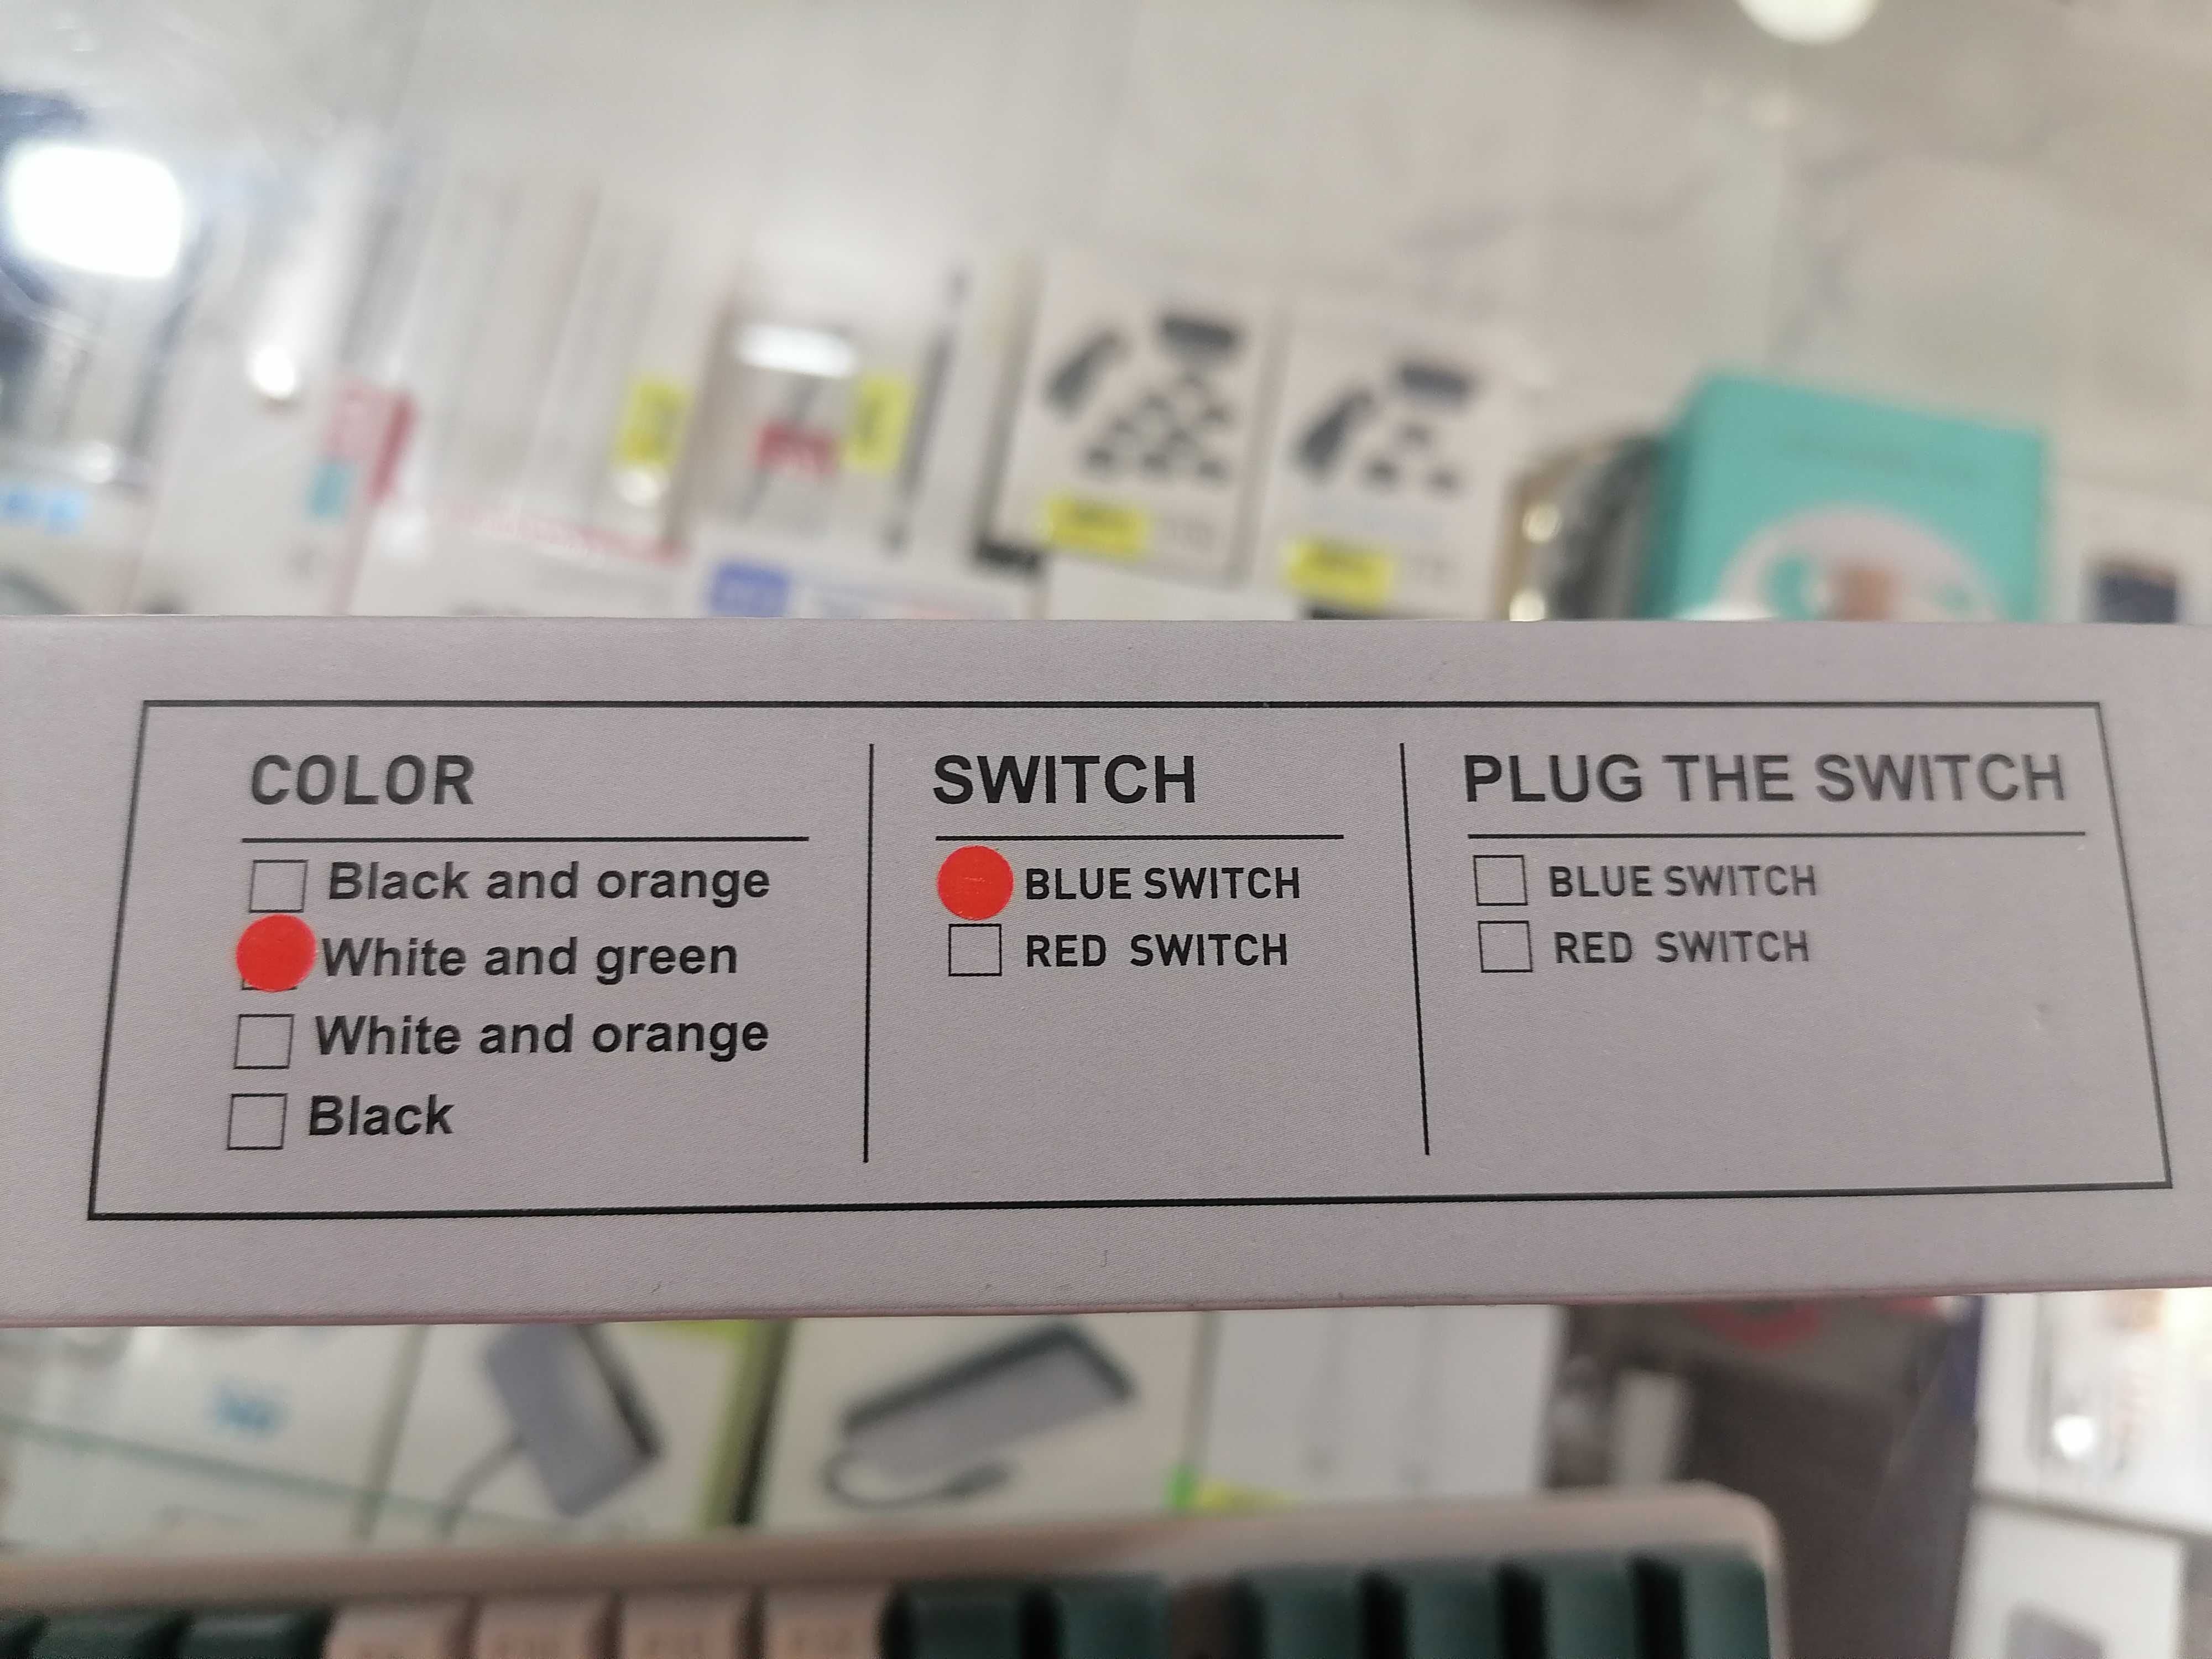 COLOR
Black and orange
White and green
White and orange
Black
SWITCH
BLUE SWITCH
RED SWITCH
PLUG THE SWITCH
BLUE SWITCH
RED SWITCH